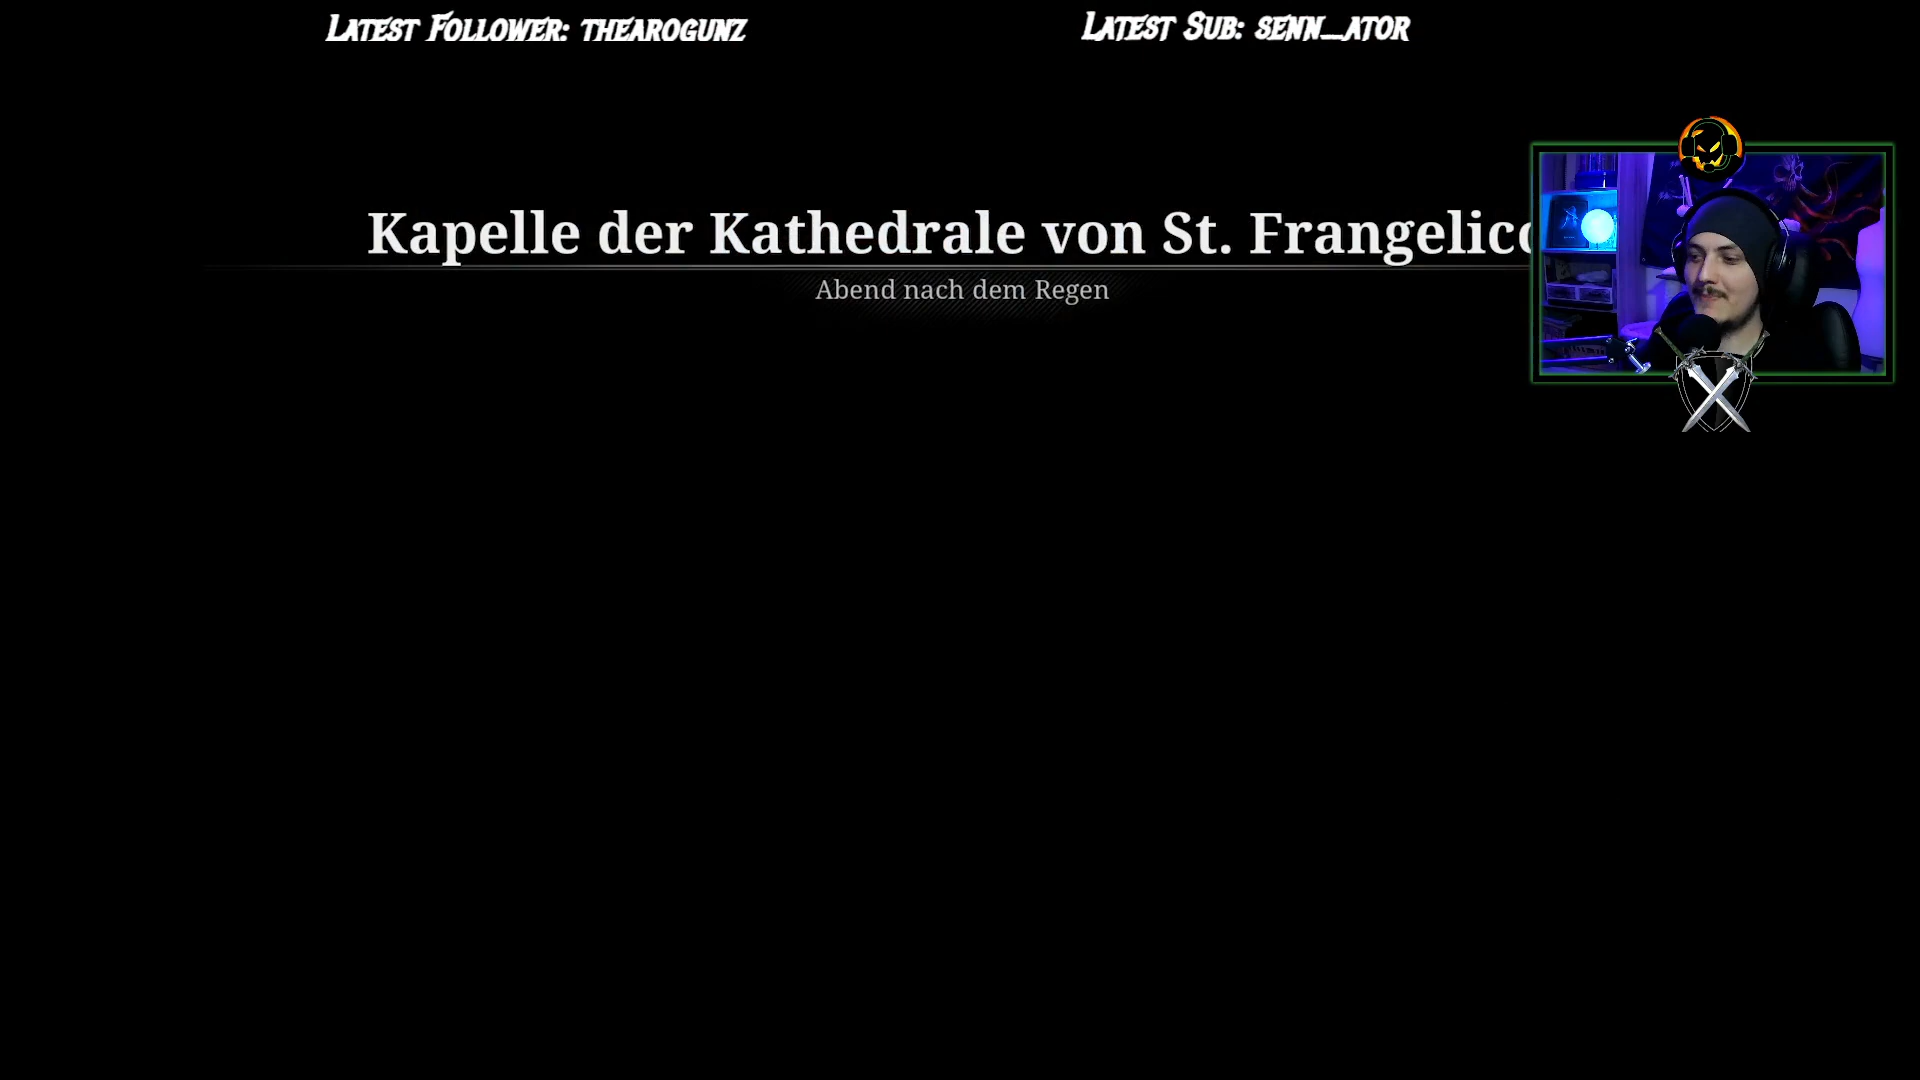 Latest Follower: thearogunz
Latest Sub: senn_ator
Kapelle der Kathedrale von St. Frangelico
Abend nach dem Regen